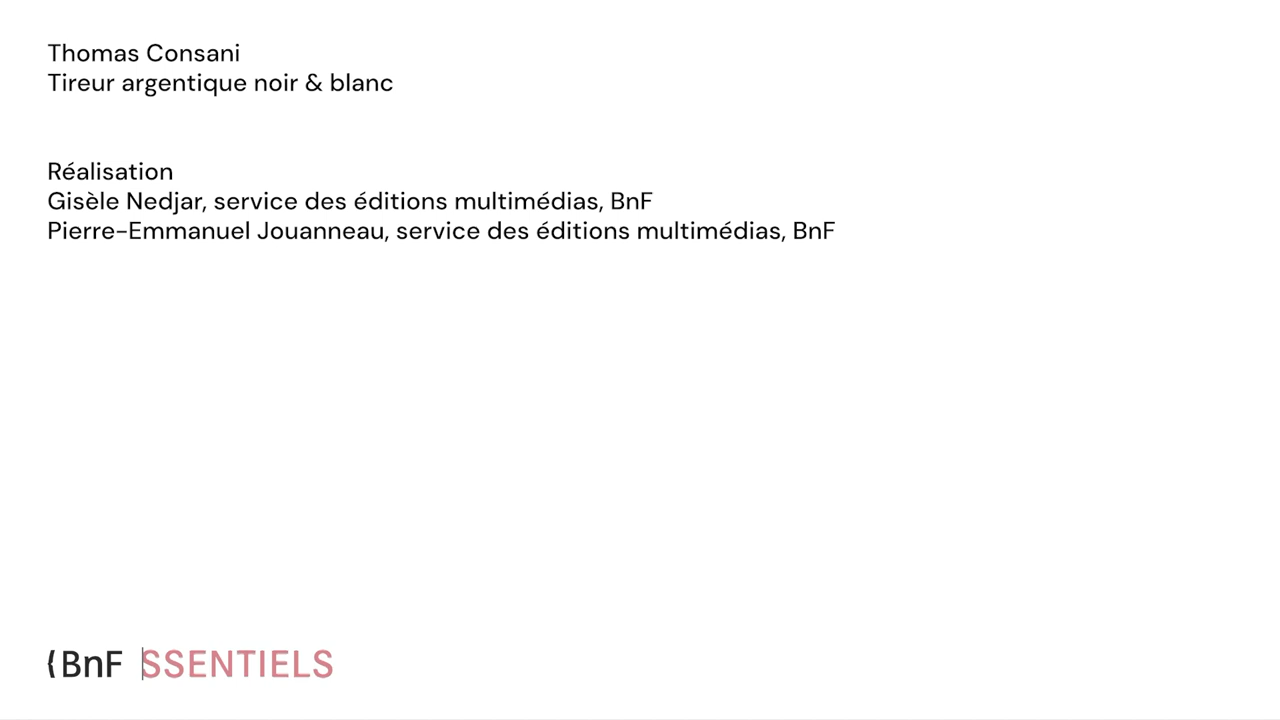 Thomas Consani
Tireur argentique noir & blanc
Réalisation
Gisèle Nedjar, service des éditions multimédias, BnF
Pierre-Emmanuel Jouanneau, service des éditions multimédias, BnF
(BnF |SSENTIELS